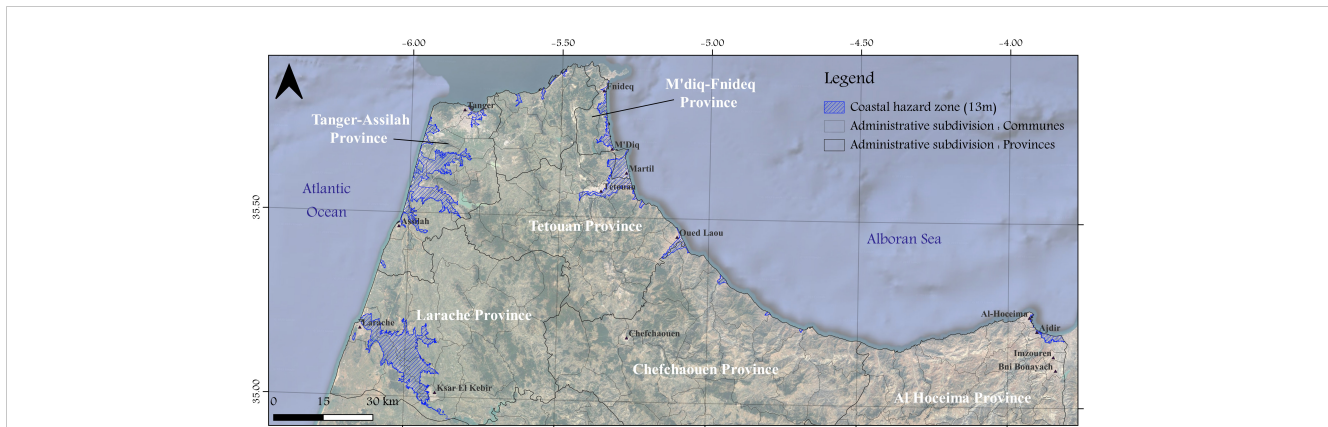 -6.00
-5.50
-5.00
-4.50
-4.00
Legend
Coastal hazard zone (13m)
Administrative subdivision : Communes
Administrative subdivision : Provinces
Fnideq
M'diq-Fnideq
Province
Tanger
Tanger-Assilah
Province
M'Diq
Martil
Tetouan
Atlantic
Ocean
35.50
Assilah
Tetouan Province
Oued Laou
Alboran Sea
Larache Province
Larache
Chefchaouen
Al-Hoceima
Ajdir
Imzouren
Bni Bouayach
Chefchaouen Province
Ksar El Kebir
Al Hoceima Province
35.00
0 15 30 km